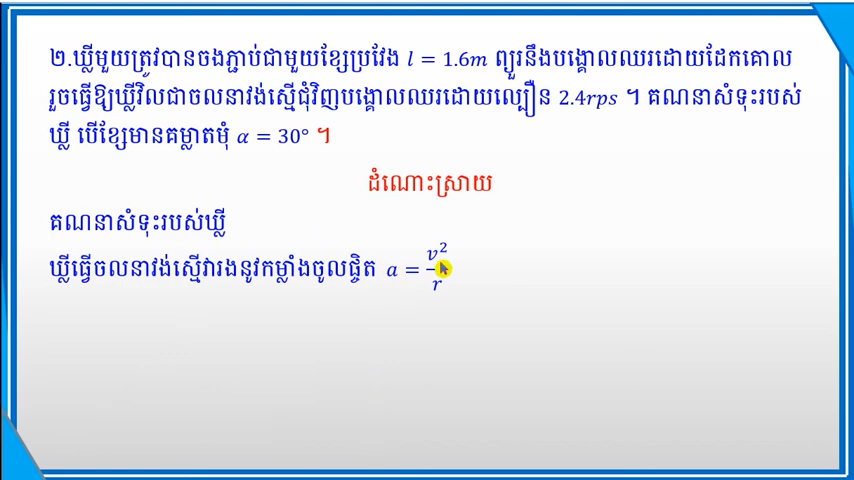 ២.ឃ្លីមួយត្រូវបានចងភ្ជាប់ជាមួយខ្សែប្រវែង l = 1.6m ព្យួរនឹងបង្គោលឈរដោយដែកគោល
រួចធ្វើឱ្យឃ្លីវិលជាចលនាវង់ស្មើជុំវិញបង្គោលឈរដោយល្បឿន 2.4rps ។ គណនាសំទុះរបស់
ឃ្លី បើខ្សែមានគម្លាតមុំ α = 30° ។
ដំណោះស្រាយ
គណនាសំទុះរបស់ឃ្លី
ឃ្លីធ្វើចលនាវង់ស្មើវារងនូវកម្លាំងចូលផ្ចិត a = v²/r